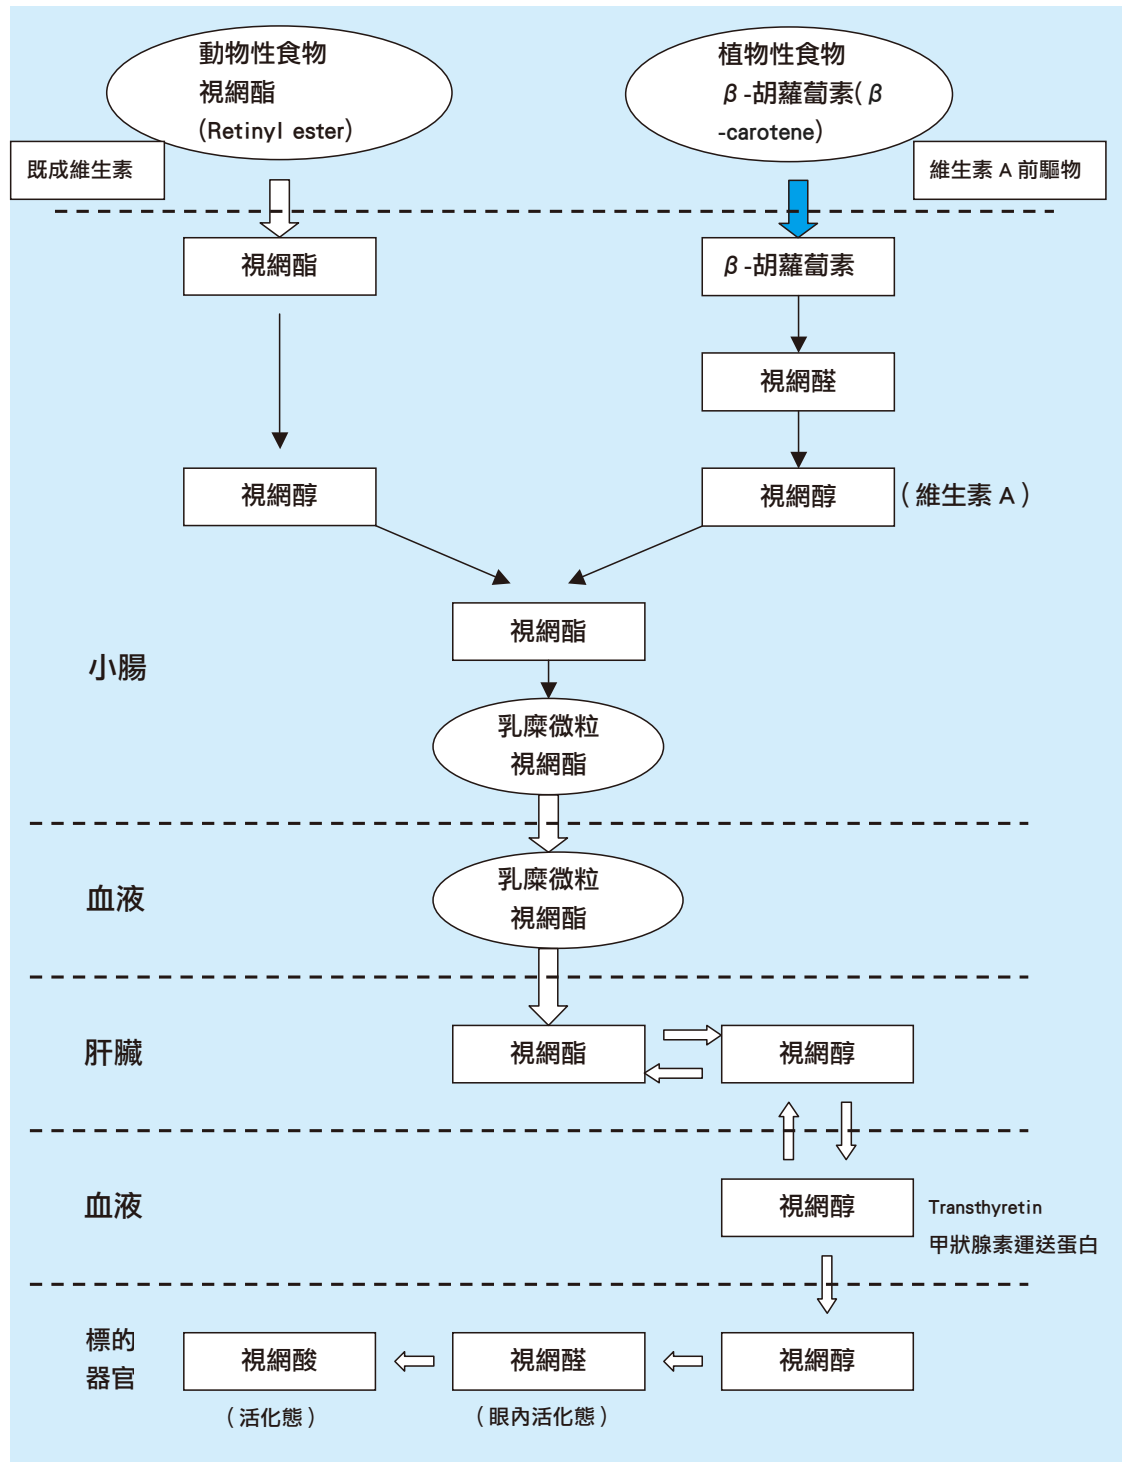 動物性食物
視網酯
(Retinyl ester)
植物性食物
β-胡蘿蔔素(β
-carotene)
既成維生素
維生素 A 前驅物
視網酯
β-胡蘿蔔素
視網醛
視網醇
視網醇
(維生素 A)
視網酯
小腸
乳糜微粒
視網酯
血液
乳糜微粒
視網酯
肝臟
視網酯
視網醇
血液
視網醇
Transthyretin
甲狀腺素運送蛋白
標的
器官
視網酸
視網醛
視網醇
(活化態)
(眼內活化態)